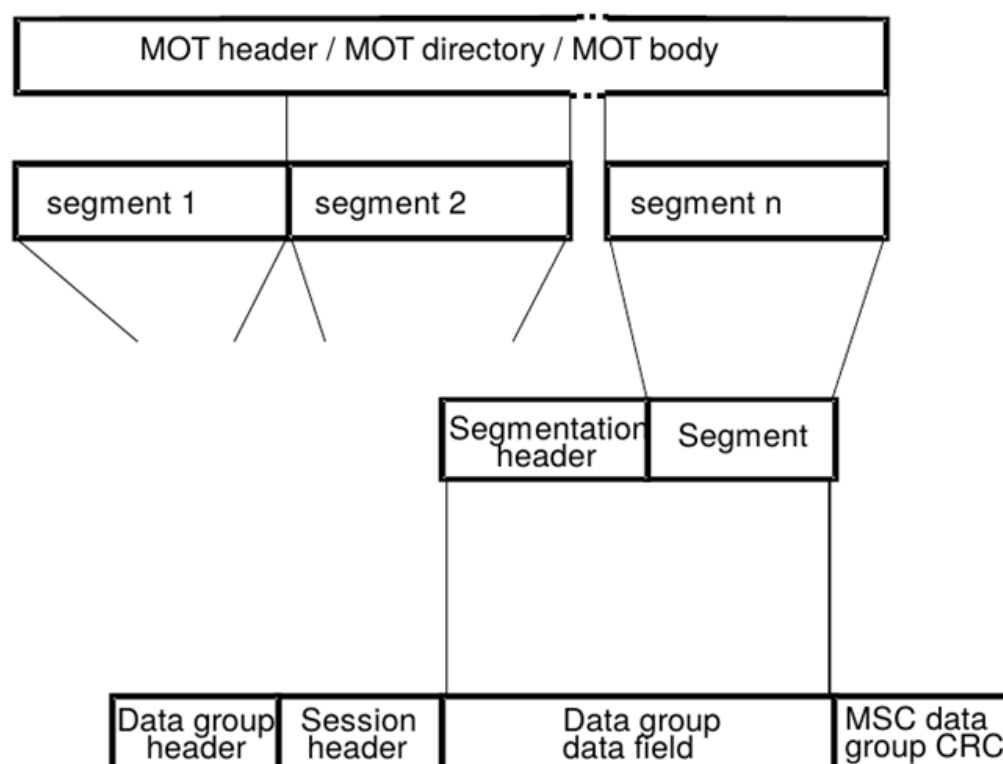 MOT header / MOT directory / MOT body
segment 1
segment 2
segment n
Segmentation
header
Segment
Data group
header
Session
header
Data group
data field
MSC data
group CRC